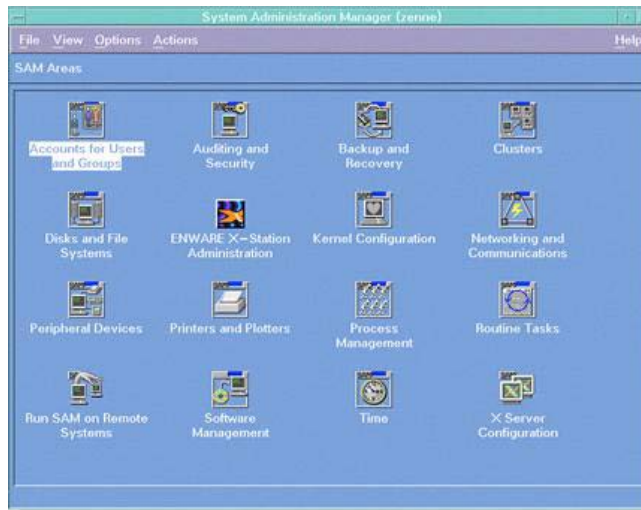 System Administration Manager (zenne)
File View Options Actions Help
SAM Areas
Accounts for Users and Groups
Auditing and Security
Backup and Recovery
Clusters
Disks and File Systems
ENWARE X-Station Administration
Kernel Configuration
Networking and Communications
Peripheral Devices
Printers and Plotters
Process Management
Routine Tasks
Run SAM on Remote Systems
Software Management
Time
X Server Configuration